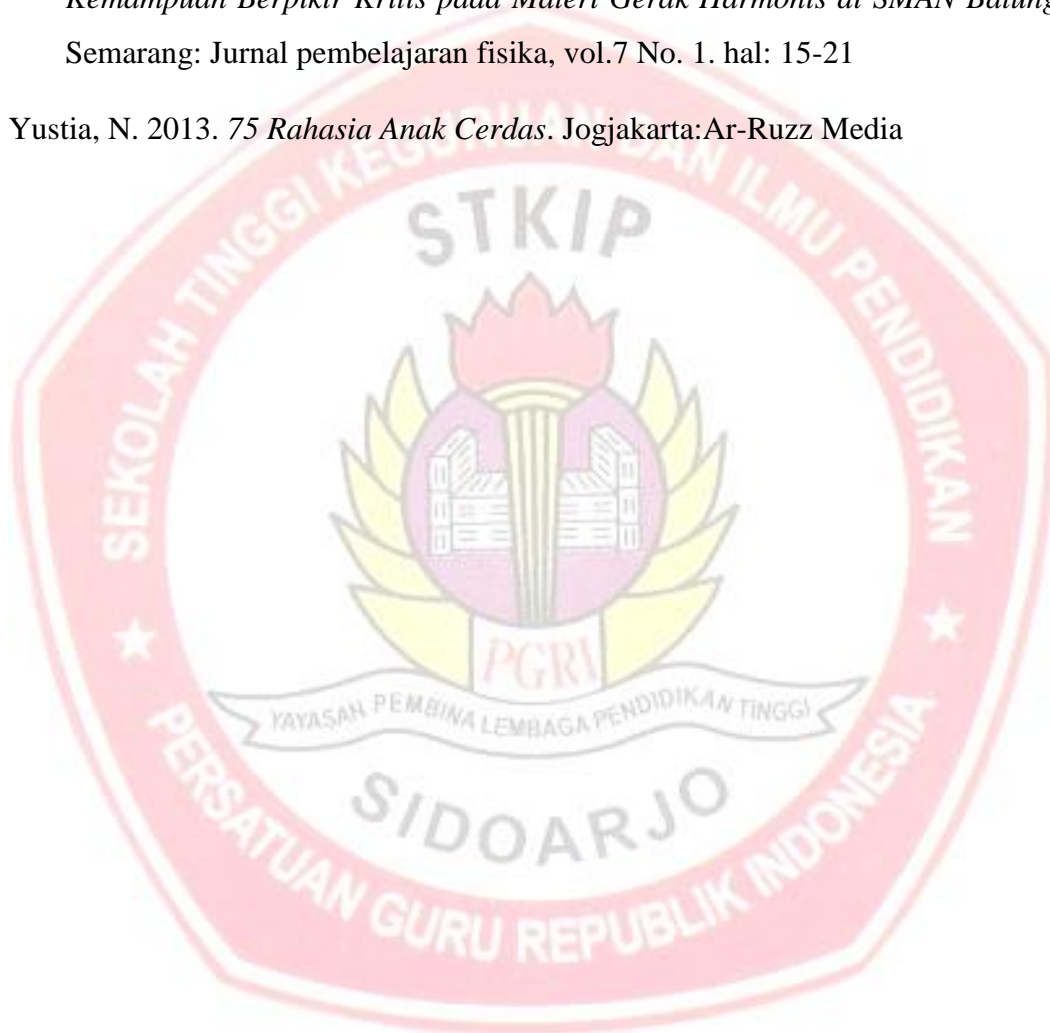 Kemampuan Berpikir Kritis pada Materi Gerak Harmonis di SMAN Balung
Semarang: Jurnal pembelajaran fisika, vol.7 No. 1. hal: 15-21
Yustia, N. 2013. 75 Rahasia Anak Cerdas. Jogjakarta:Ar-Ruzz Media
SEKOLAH TINGGI KEGURUAN DAN ILMU PENDIDIKAN
STKIP
PGRI
YAYASAN PEMBINA LEMBAGA PENDIDIKAN TINGGI
SIDOARJO
PERSATUAN GURU REPUBLIK INDONESIA